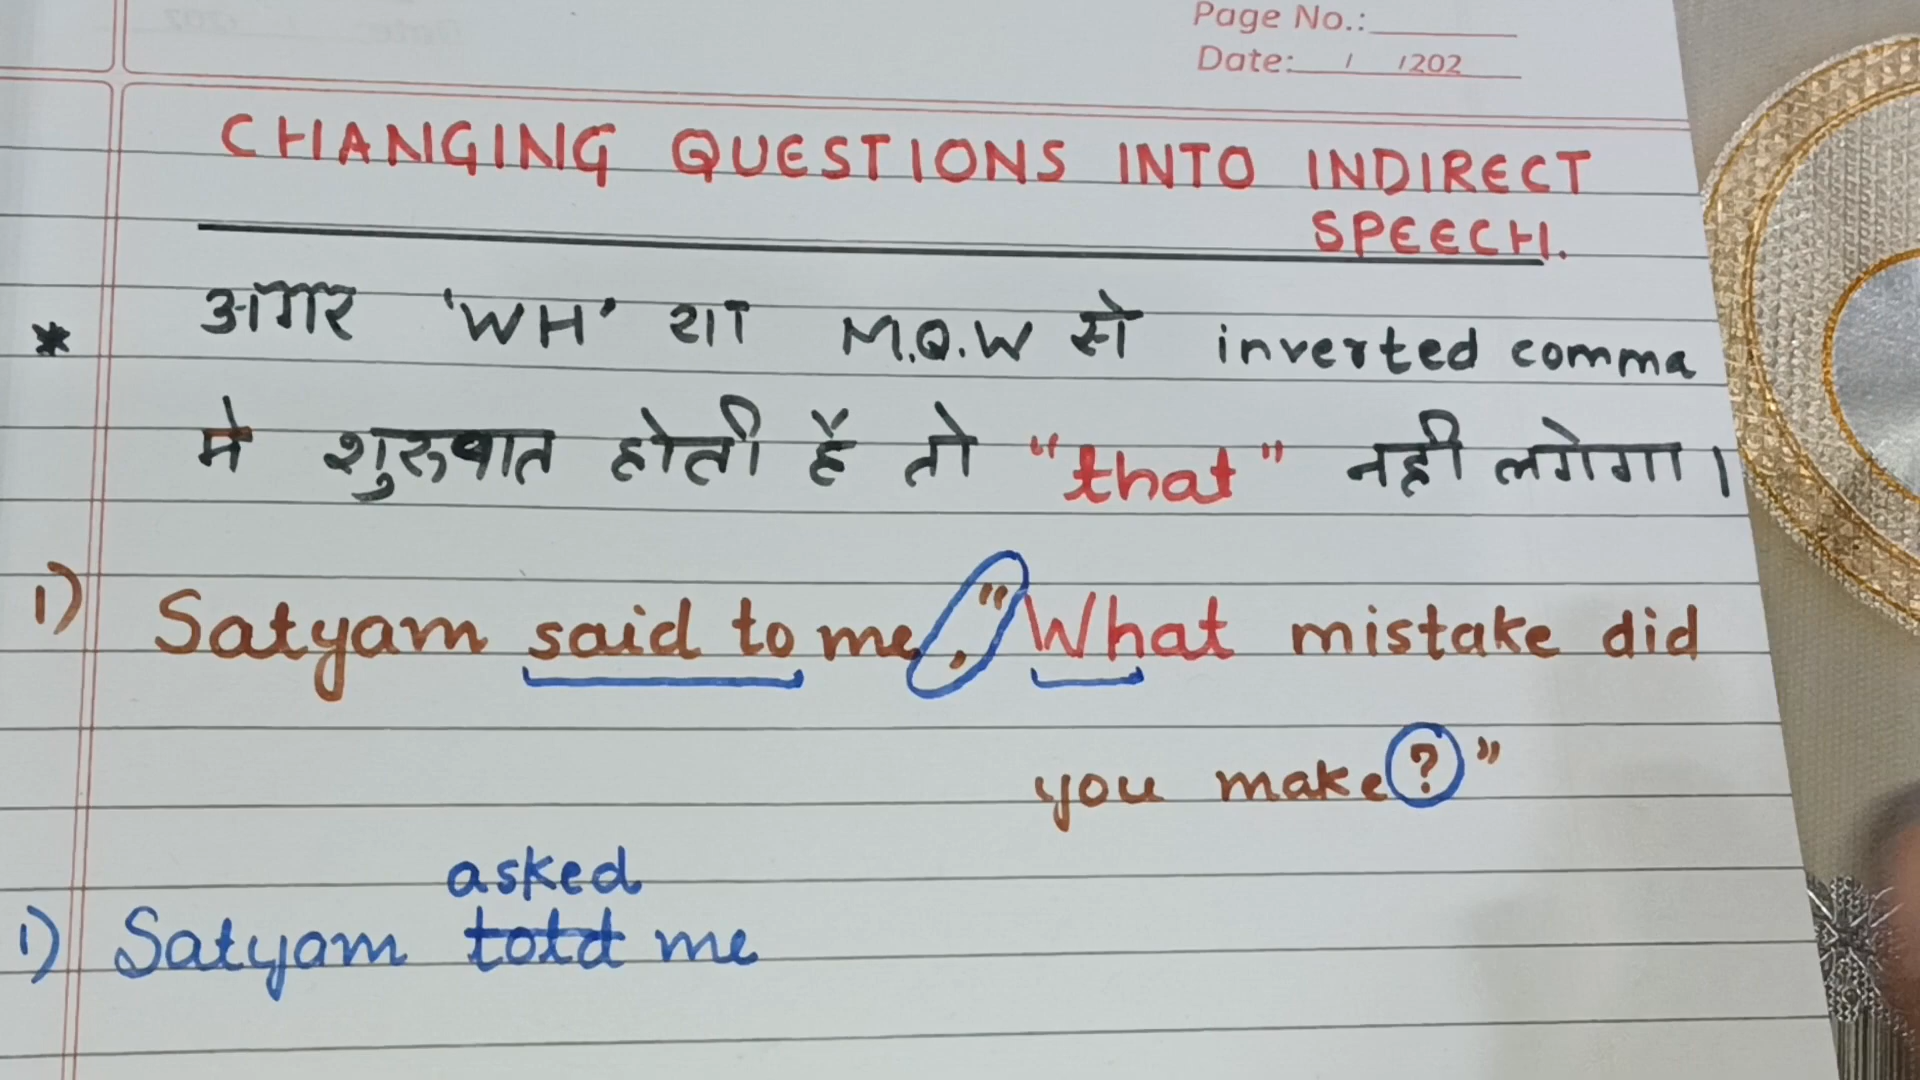 Page No.:
Date: / /202
CHANGING QUESTIONS INTO INDIRECT
SPEECH.
* अगर 'WH' या M.Q.W से inverted comma
मे शुरुवात होती हैं तो "that" नही लगेगा।
1) Satyam said to me, "What mistake did
you make?"
asked
1) Satyam told me